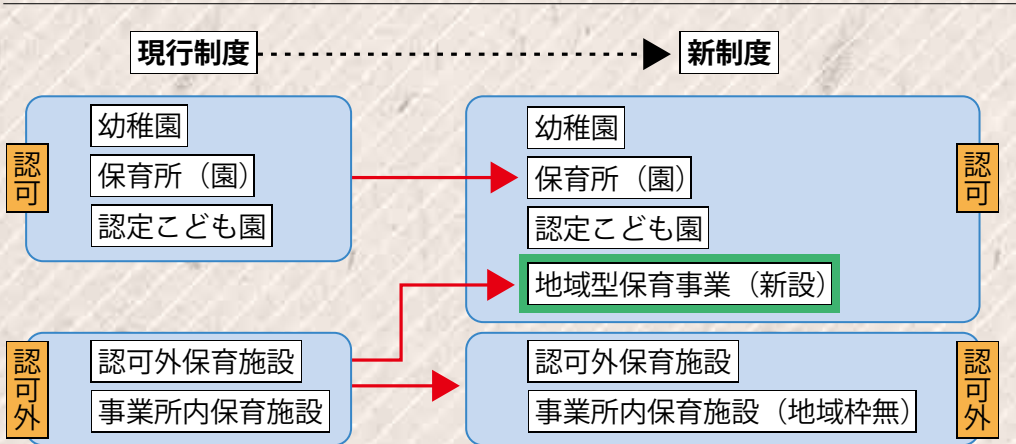 現行制度
新制度
認可
幼稚園
保育所（園）
認定こども園
幼稚園
保育所（園）
認定こども園
地域型保育事業（新設）
認可
認可外
認可外保育施設
事業所内保育施設
認可外保育施設
事業所内保育施設（地域枠無）
認可外